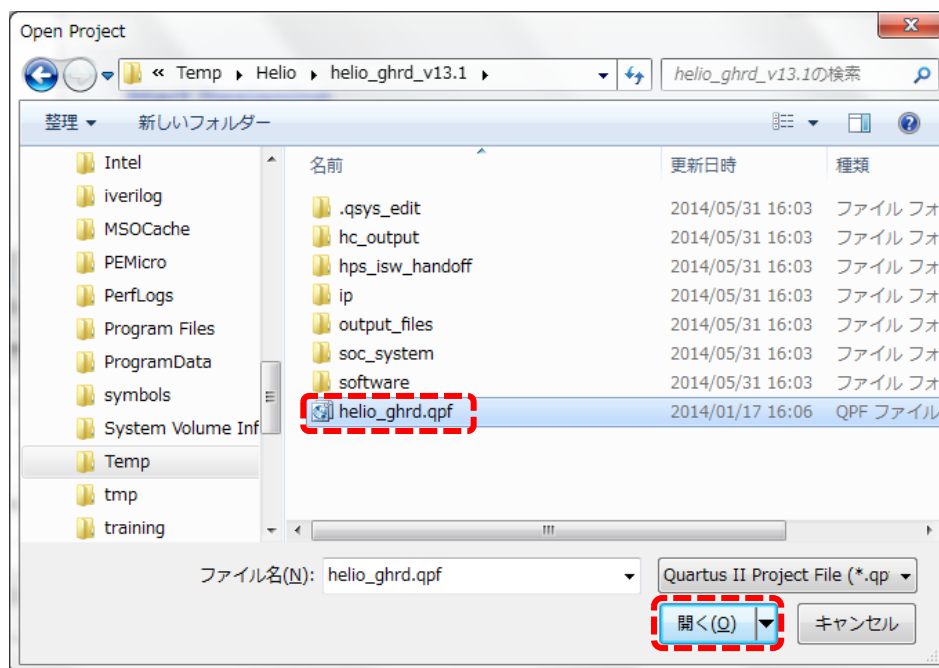 Open Project
« Temp Helio helio_ghrd_v13.1 helio_ghrd_v13.1の検索
整理 新しいフォルダー
Intel
iverilog
MSOCache
PEMicro
PerfLogs
Program Files
ProgramData
symbols
System Volume Inf
Temp
tmp
training
名前 更新日時 種類
.qsys_edit 2014/05/31 16:03 ファイル フォ
hc_output 2014/05/31 16:03 ファイル フォ
hps_isw_handoff 2014/05/31 16:03 ファイル フォ
ip 2014/05/31 16:03 ファイル フォ
output_files 2014/05/31 16:03 ファイル フォ
soc_system 2014/05/31 16:03 ファイル フォ
software 2014/05/31 16:03 ファイル フォ
helio_ghrd.qpf 2014/01/17 16:06 QPF ファイル
ファイル名(N): helio_ghrd.qpf Quartus II Project File (*.qp
開く(O) キャンセル